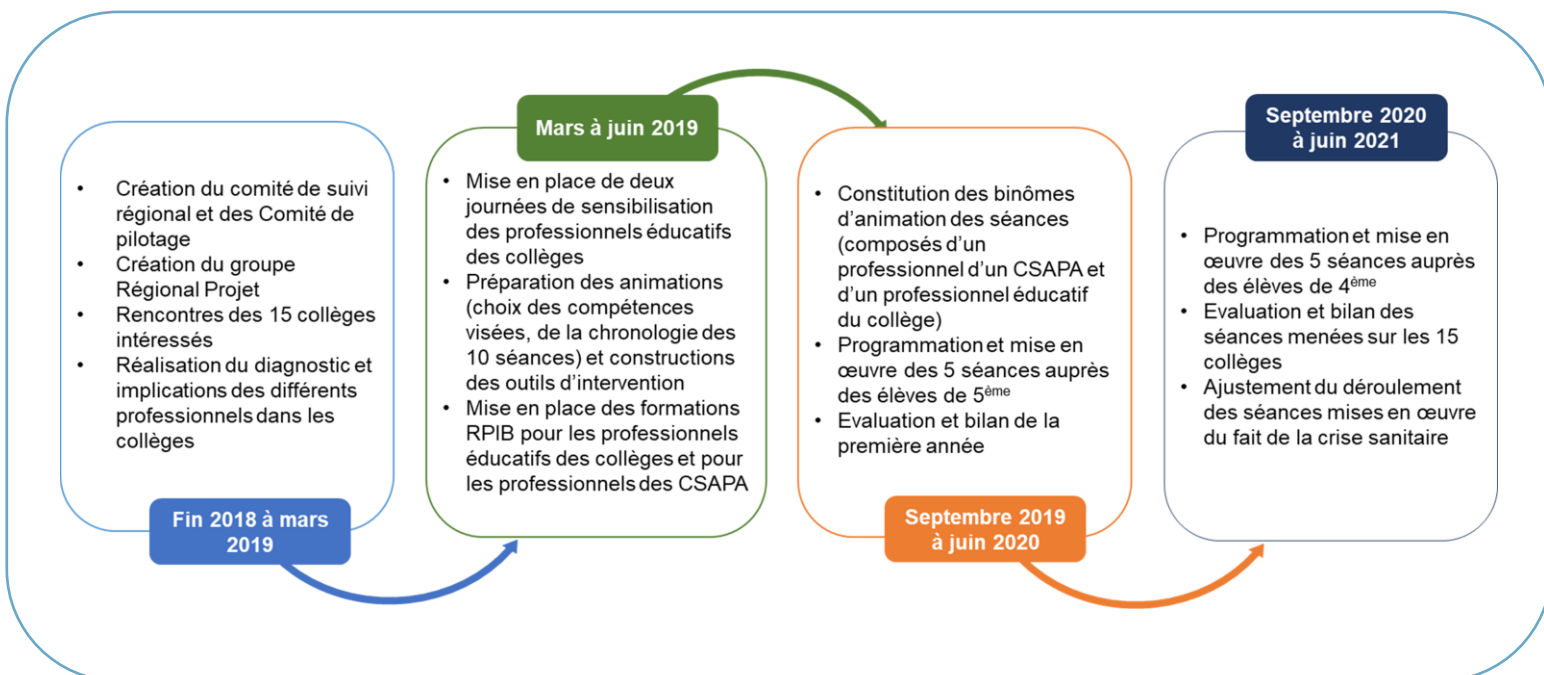 • Création du comité de suivi
régional et des Comité de
pilotage
• Création du groupe
Régional Projet
• Rencontres des 15 collèges
intéressés
• Réalisation du diagnostic et
implications des différents
professionnels dans les
collèges
Fin 2018 à mars
2019
Mars à juin 2019
• Mise en place de deux
journées de sensibilisation
des professionnels éducatifs
des collèges
• Préparation des animations
(choix des compétences
visées, de la chronologie des
10 séances) et constructions
des outils d’intervention
• Mise en place des formations
RPIB pour les professionnels
éducatifs des collèges et pour
les professionnels des CSAPA
• Constitution des binômes
d’animation des séances
(composés d’un
professionnel d’un CSAPA et
d’un professionnel éducatif
du collège)
• Programmation et mise en
œuvre des 5 séances auprès
des élèves de 5ème
• Evaluation et bilan de la
première année
Septembre 2019
à juin 2020
Septembre 2020
à juin 2021
• Programmation et mise en
œuvre des 5 séances auprès
des élèves de 4ème
• Evaluation et bilan des
séances menées sur les 15
collèges
• Ajustement du déroulement
des séances mises en œuvre
du fait de la crise sanitaire